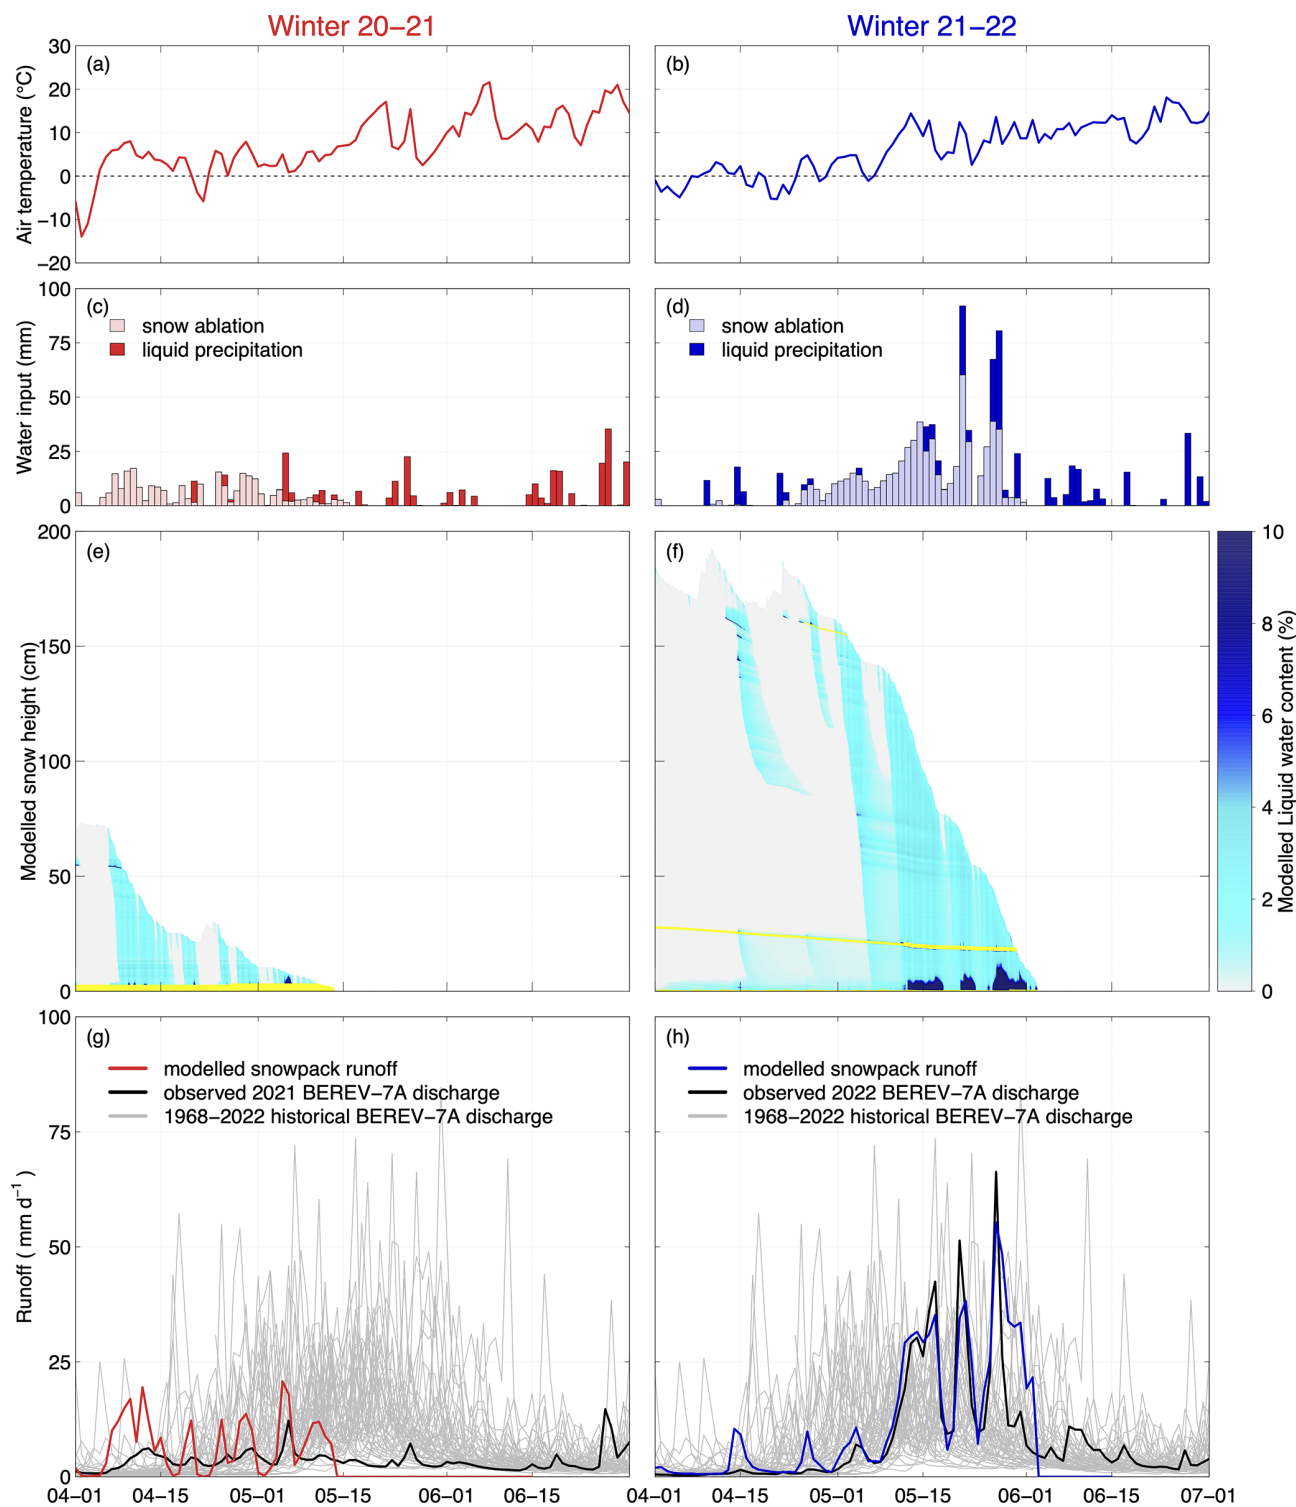 Winter 20–21
Winter 21–22
(a)
(b)
Air temperature (°C)
30
20
10
0
−10
−20
(c)
(d)
snow ablation
liquid precipitation
snow ablation
liquid precipitation
Water input (mm)
100
75
50
25
0
(e)
(f)
Modelled snow height (cm)
200
150
100
50
0
10
8
6
4
2
0
Modelled Liquid water content (%)
(g)
(h)
modelled snowpack runoff
observed 2021 BEREV−7A discharge
1968−2022 historical BEREV−7A discharge
modelled snowpack runoff
observed 2022 BEREV−7A discharge
1968−2022 historical BEREV−7A discharge
Runoff ( mm d−1 )
100
75
50
25
0
04−01 04−15 05−01 05−15 06−01 06−15 04−01 04−15 05−01 05−15 06−01 06−15 07−01